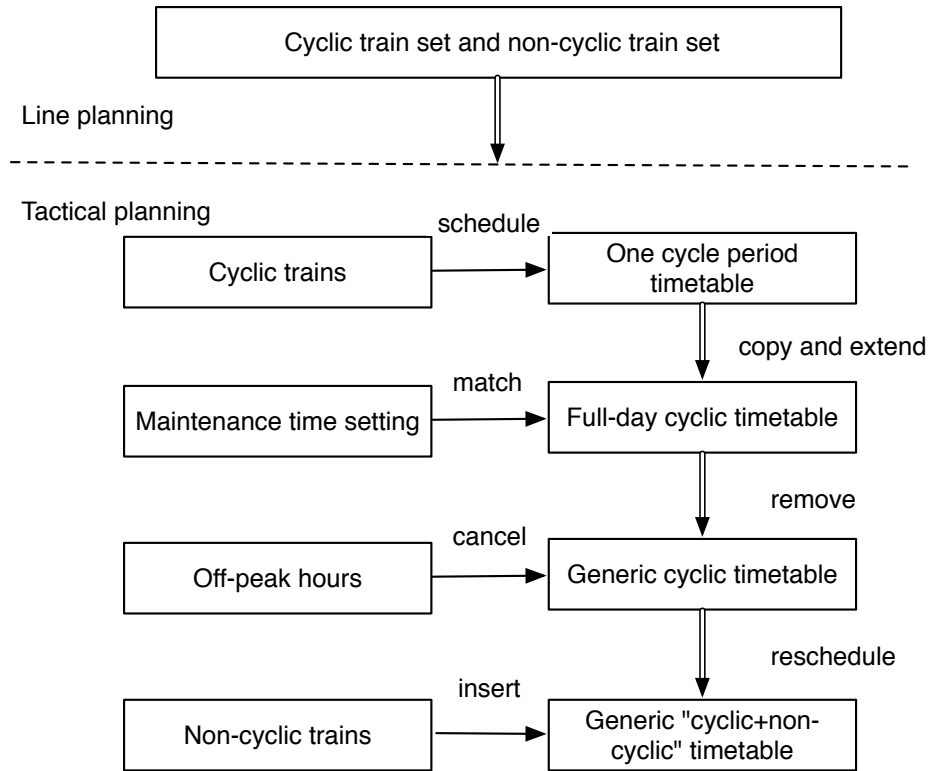 Cyclic train set and non-cyclic train set
Line planning
Tactical planning
schedule
Cyclic trains
One cycle period
timetable
copy and extend
match
Maintenance time setting
Full-day cyclic timetable
remove
cancel
Off-peak hours
Generic cyclic timetable
reschedule
insert
Non-cyclic trains
Generic "cyclic+non-
cyclic" timetable